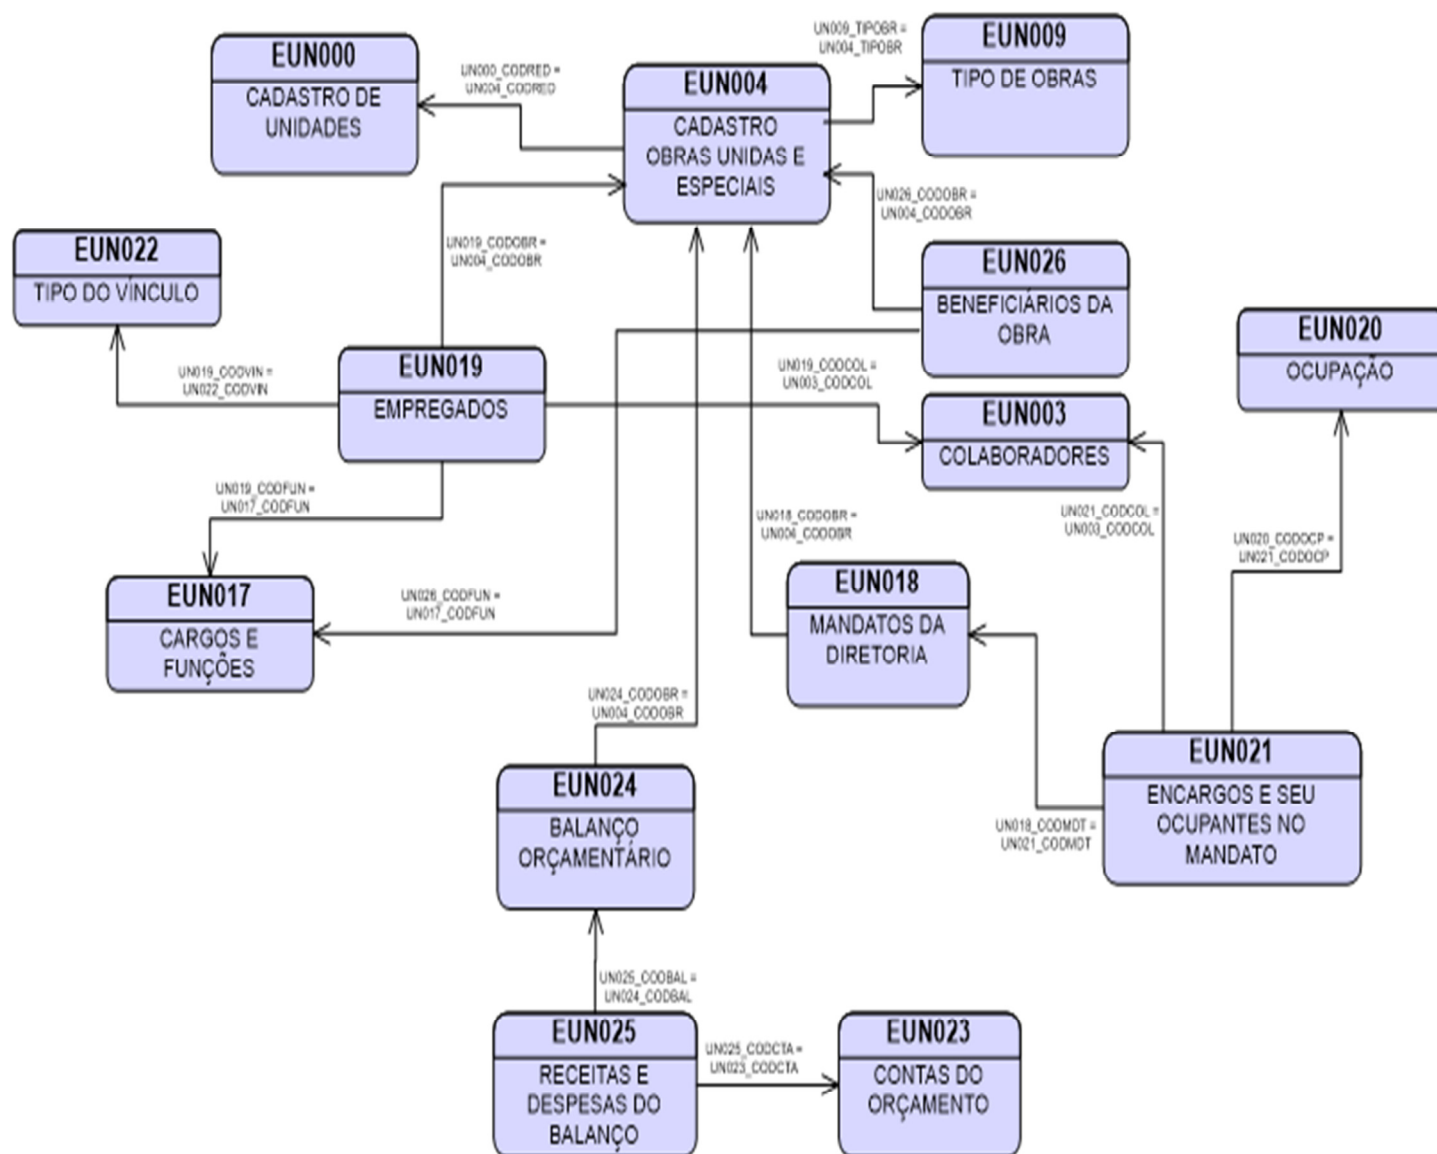 EUN000
CADASTRO DE
UNIDADES
UN000_CODRED =
UN004_CODRED
EUN004
CADASTRO
OBRAS UNIDAS E
ESPECIAIS
UN009_TIPOBR =
UN004_TIPOBR
EUN009
TIPO DE OBRAS
UN026_CODOBR =
UN004_CODOBR
EUN022
TIPO DO VÍNCULO
UN019_CODOBR =
UN004_CODOBR
EUN026
BENEFICIÁRIOS DA
OBRA
EUN020
OCUPAÇÃO
UN019_CODVIN =
UN022_CODVIN
EUN019
EMPREGADOS
UN019_CODCOL =
UN003_CODCOL
EUN003
COLABORADORES
UN019_CODFUN =
UN017_CODFUN
UN018_CODOBR =
UN004_CODOBR
UN021_CODCOL =
UN003_CODCOL
UN020_CODOCP =
UN021_CODOCP
EUN017
CARGOS E
FUNÇÕES
UN026_CODFUN =
UN017_CODFUN
EUN018
MANDATOS DA
DIRETORIA
UN024_CODOBR =
UN004_CODOBR
EUN024
BALANÇO
ORÇAMENTÁRIO
UN018_CODMDT =
UN021_CODMDT
EUN021
ENCARGOS E SEU
OCUPANTES NO
MANDATO
UN025_CODBAL =
UN024_CODBAL
EUN025
RECEITAS E
DESPESAS DO
BALANÇO
UN025_CODCTA =
UN023_CODCTA
EUN023
CONTAS DO
ORÇAMENTO